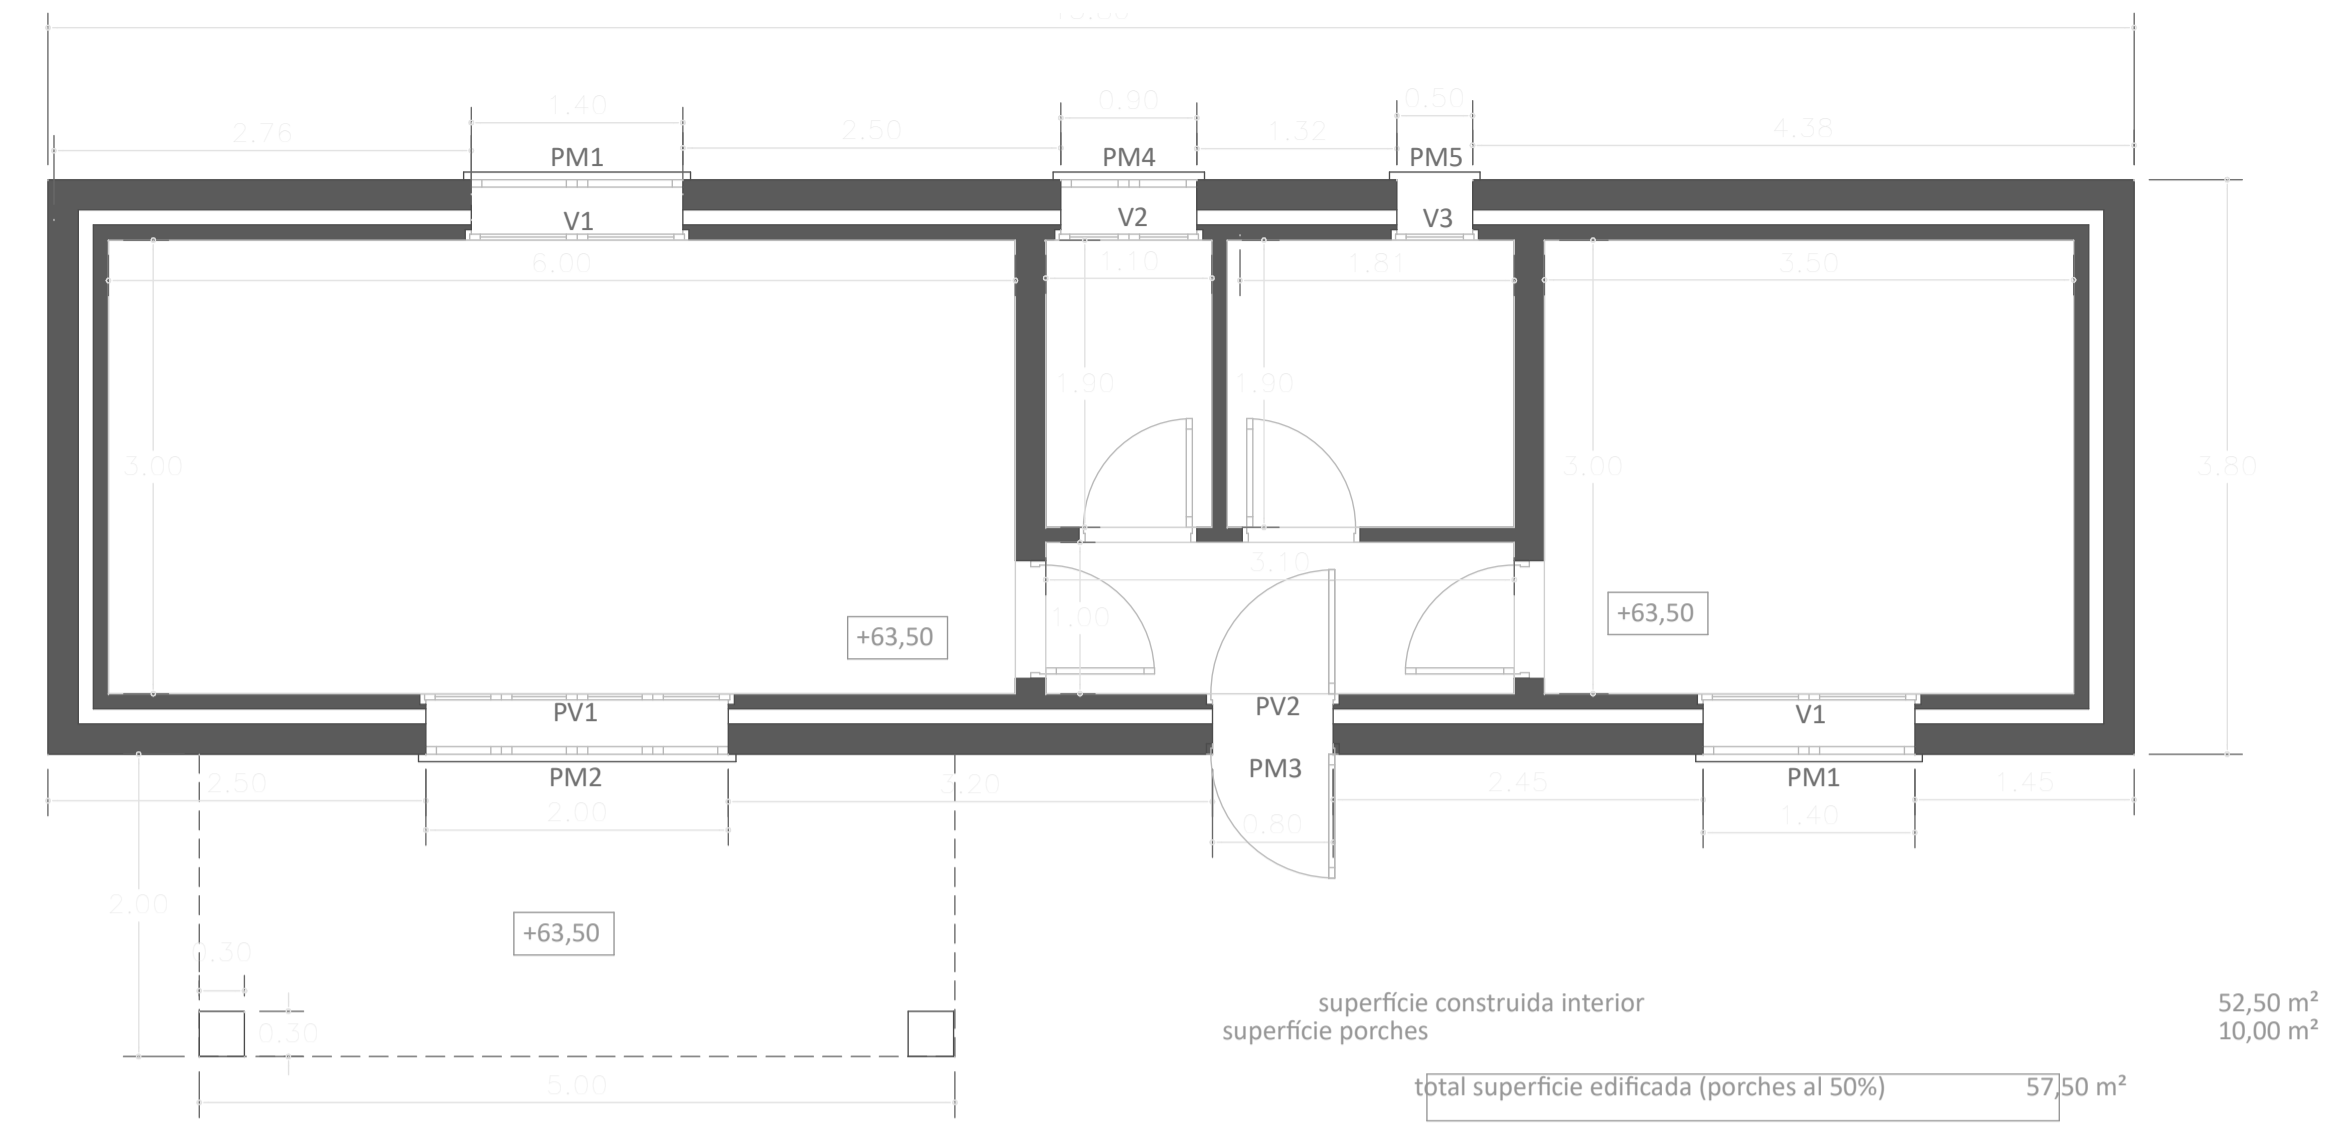 1.40
0.90
0.50
2.76
2.50
1.32
4.38
PM1
PM4
PM5
V1
V2
V3
6.00
1.10
1.81
3.50
1.90
1.90
3.00
3.00
3.80
3.10
1.00
+63,50
+63,50
PV1
PV2
V1
PM2
PM3
PM1
2.50
3.20
2.45
1.45
2.00
0.80
1.40
2.00
+63,50
0.30
0.30
5.00
superfície construida interior 52,50 m²
superfície porches 10,00 m²
total superficie edificada (porches al 50%) 57,50 m²